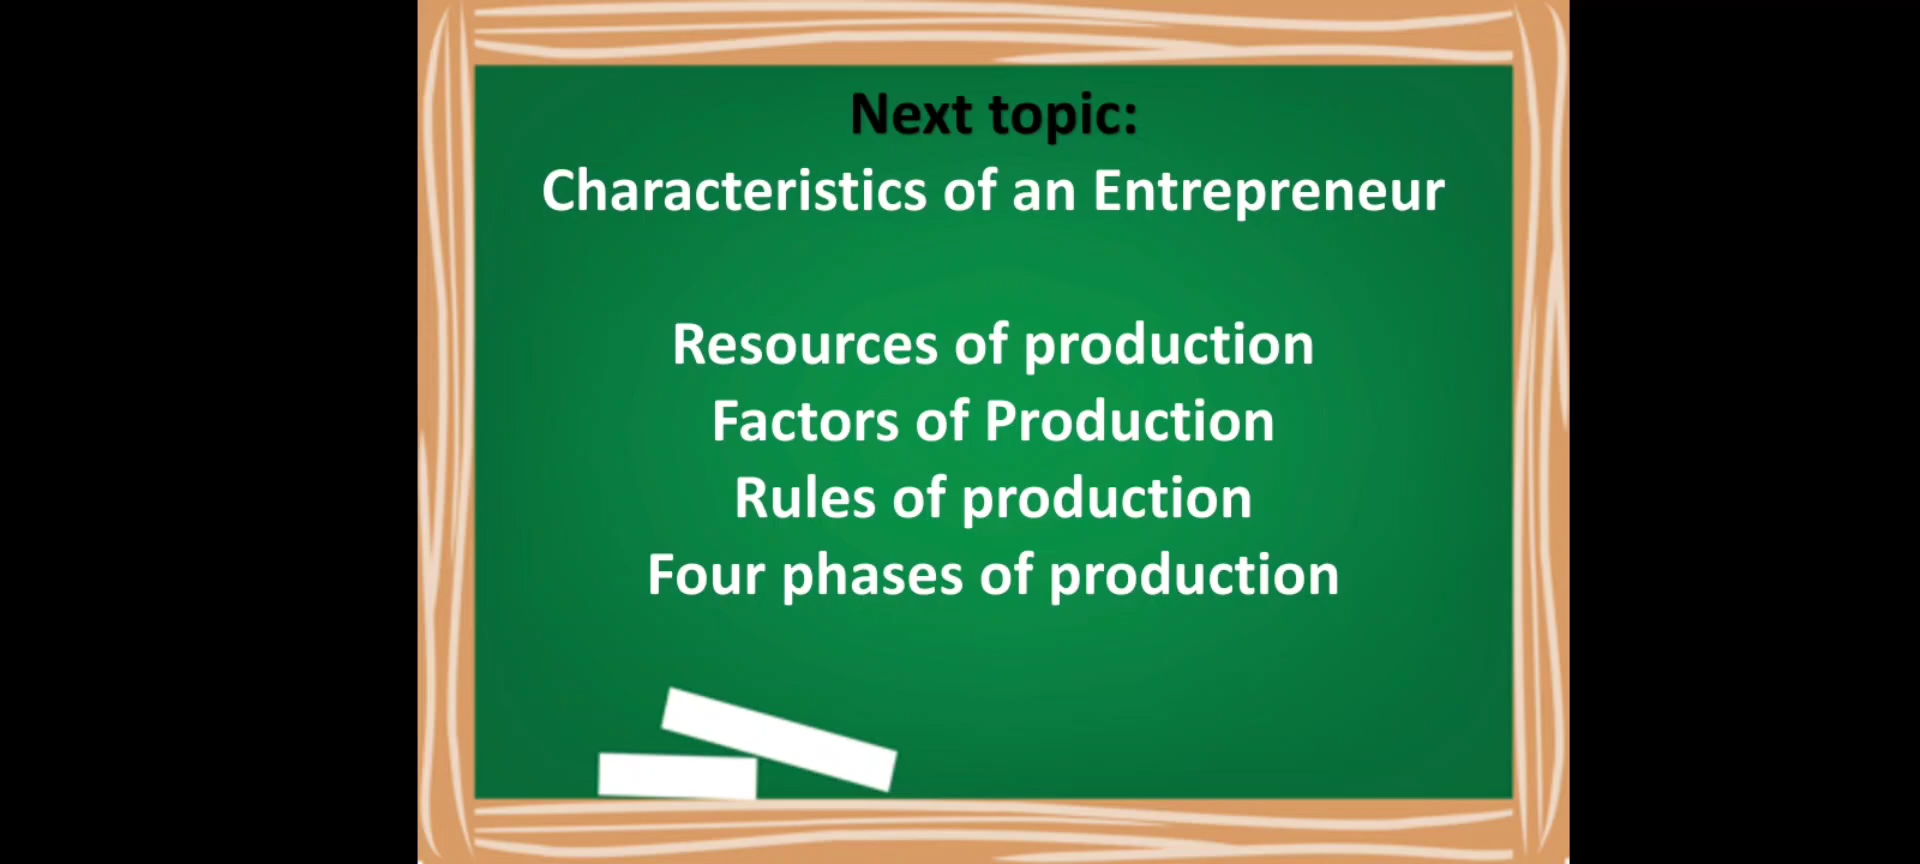 Next topic:
Characteristics of an Entrepreneur
Resources of production
Factors of Production
Rules of production
Four phases of production